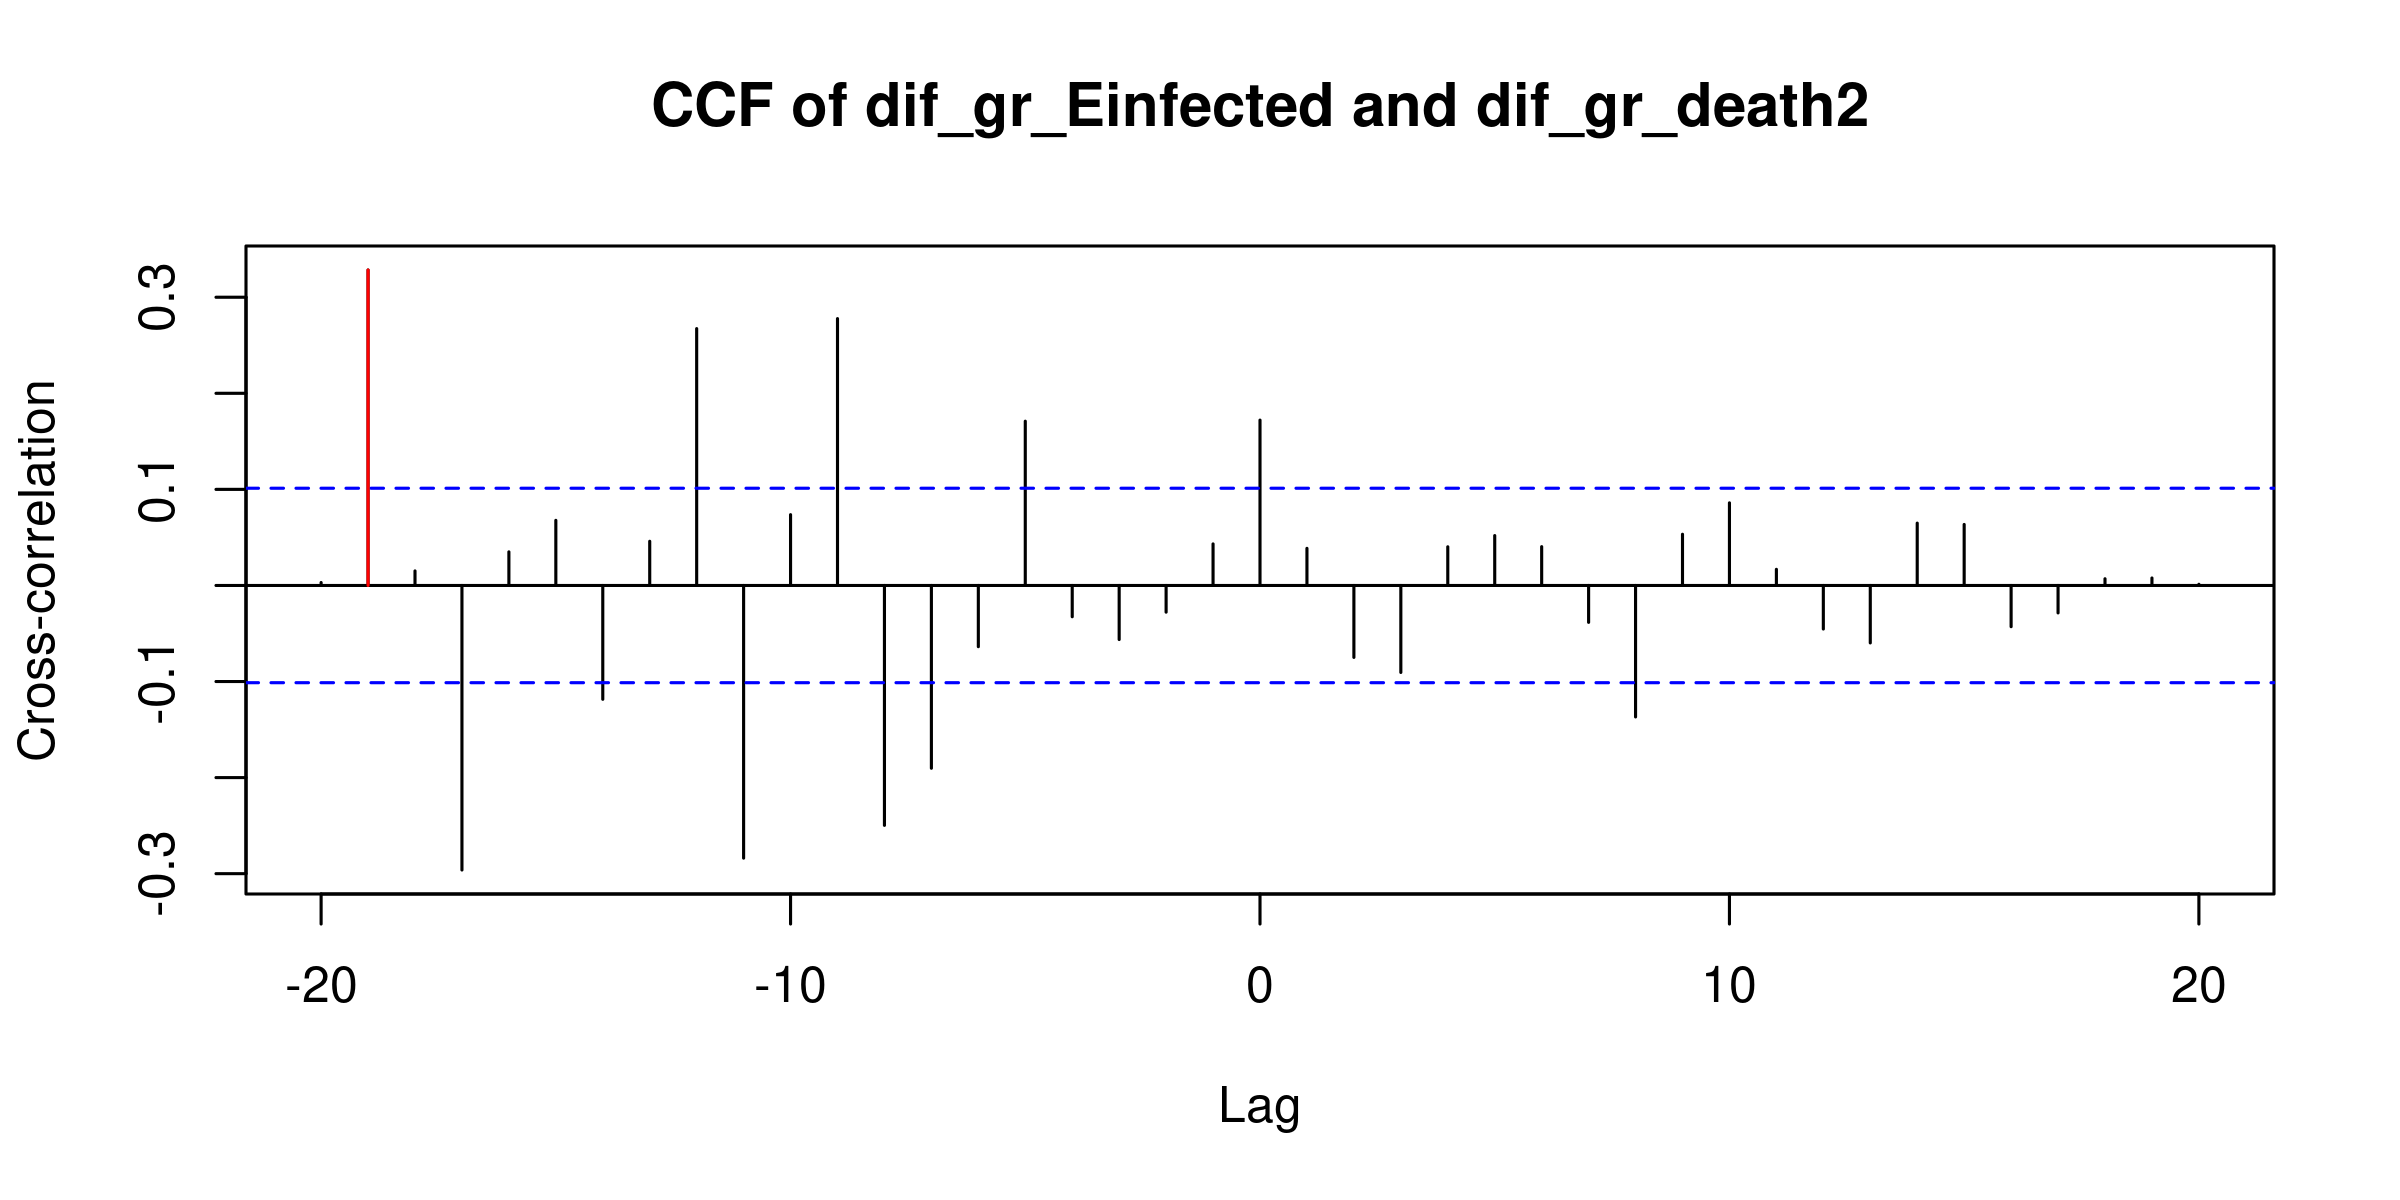 CCF of dif_gr_Einfected and dif_gr_death2
Cross-correlation
0.3
0.1
-0.1
-0.3
-20 -10 0 10 20
Lag